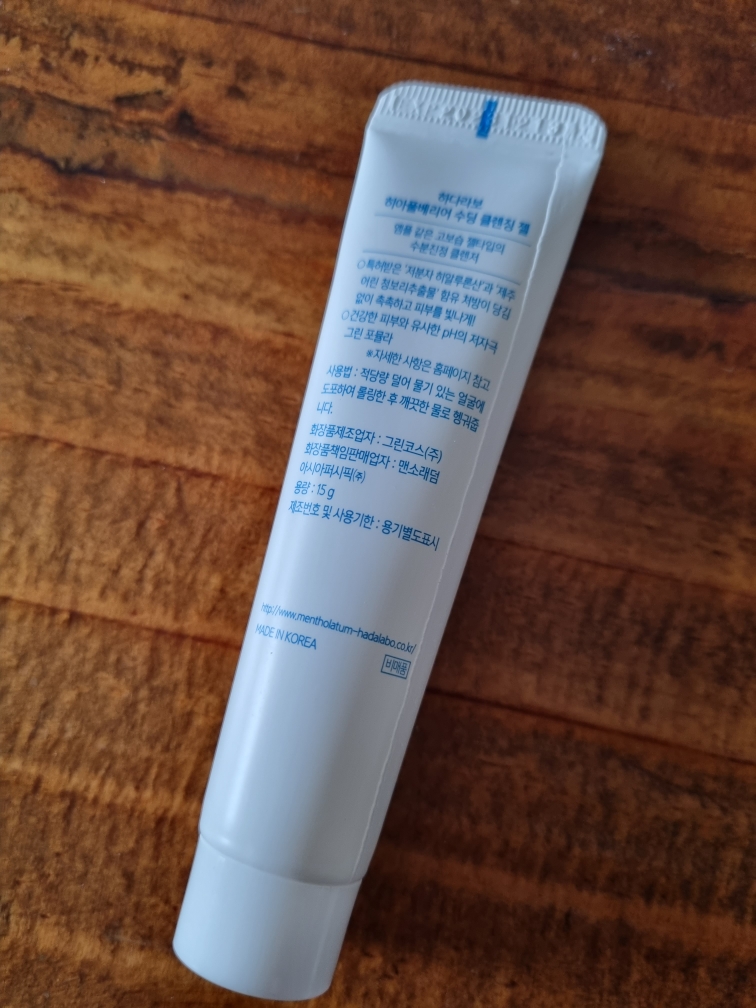 하다라보
히아울베리어 수딩 클렌징 젤
앰플 같은 고보습 젤타입의
수분진정 클렌저
○특허받은 '저분자 히알루론산'과 '제주
어린 청보리추출물' 함유 처방이 당김
없이 촉촉하고 피부를 빛나게!
○건강한 피부와 유사한 pH의 저자극
그린 포뮬라
※자세한 사항은 홈페이지 참고
사용법 : 적당량 덜어 물기 있는 얼굴에
도포하여 롤링한 후 깨끗한 물로 헹궈줍
니다.
화장품제조업자 : 그린코스(주)
화장품책임판매업자 : 맨소래덤
아시아퍼시픽(주)
용량 : 15 g
제조번호 및 사용기한 : 용기별도표시
http://www.mentholatum-hadalabo.co.kr/
MADE IN KOREA
비매품